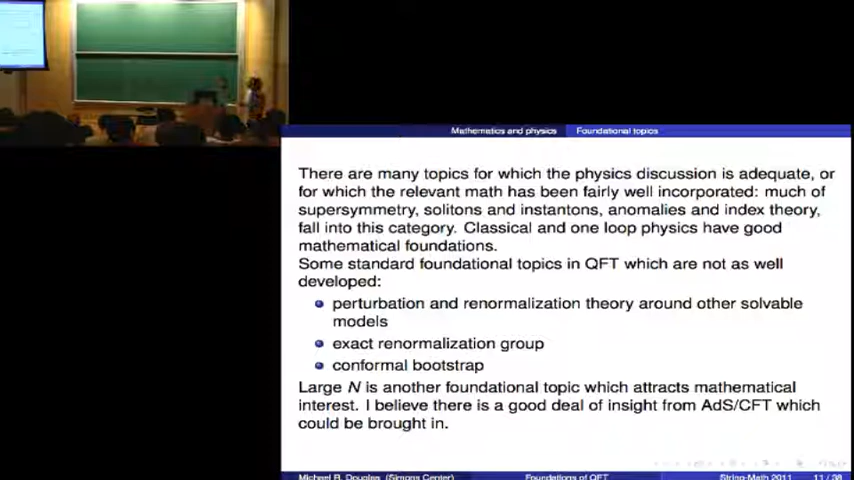 Mathematics and physics Foundational topics
There are many topics for which the physics discussion is adequate, or
for which the relevant math has been fairly well incorporated: much of
supersymmetry, solitons and instantons, anomalies and index theory,
fall into this category. Classical and one loop physics have good
mathematical foundations.
Some standard foundational topics in QFT which are not as well
developed:
perturbation and renormalization theory around other solvable
models
exact renormalization group
conformal bootstrap
Large N is another foundational topic which attracts mathematical
interest. I believe there is a good deal of insight from AdS/CFT which
could be brought in.
Michael R. Douglas (Simons Center) Foundations of QFT String-Math 2011 11 / 38